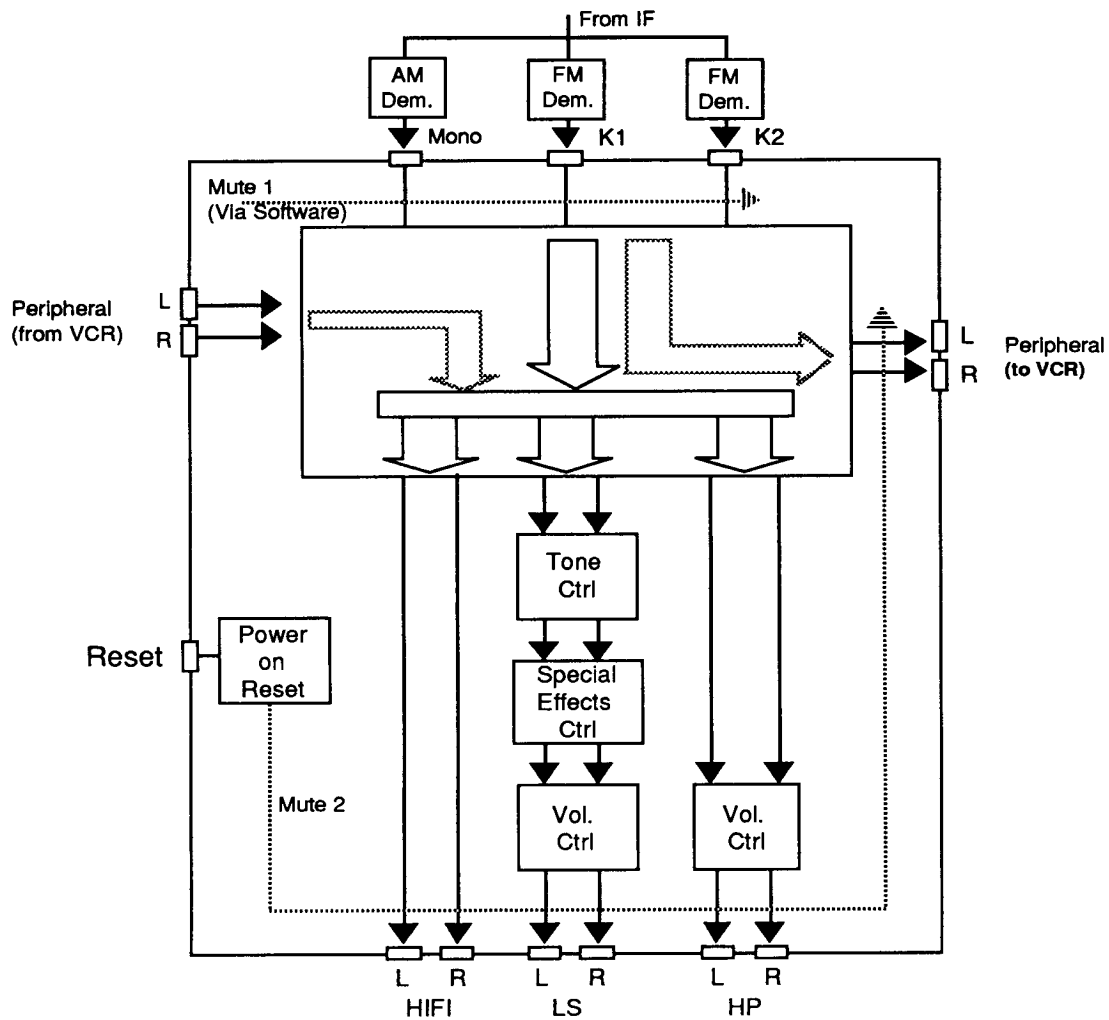 From IF
AM
Dem.
FM
Dem.
FM
Dem.
Mono
K1
K2
Mute 1
(Via Software)
Peripheral
(from VCR)
L
R
L
R
Peripheral
(to VCR)
Tone
Ctrl
Reset
Power
on
Reset
Special
Effects
Ctrl
Mute 2
Vol.
Ctrl
Vol.
Ctrl
L R L R L R
HIFI LS HP